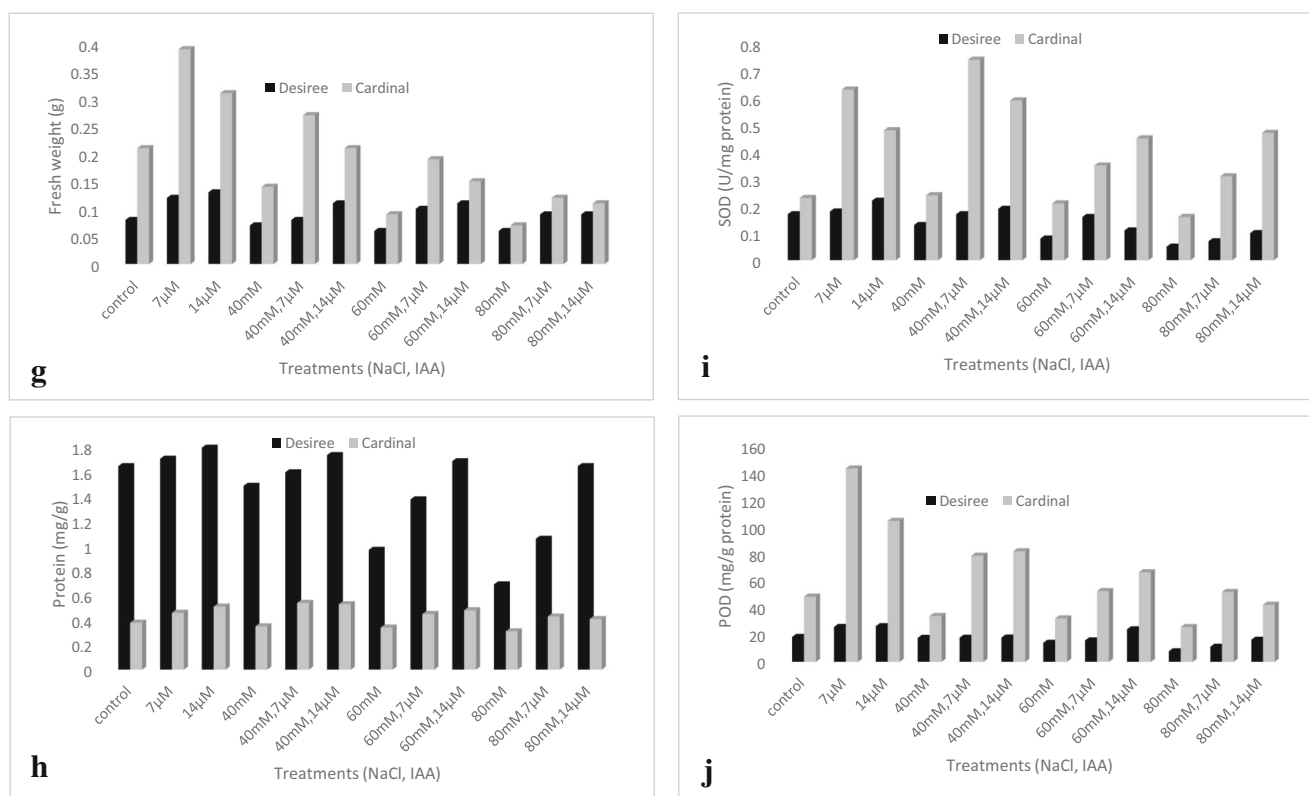 0.4
0.35
0.3
0.25
0.2
0.15
0.1
0.05
0
Fresh weight (g)
Desiree Cardinal
control 7µM 14µM 40mM 40mM,7µM 40mM,14µM 60mM 60mM,7µM 60mM,14µM 80mM 80mM,7µM 80mM,14µM
Treatments (NaCl, IAA)
g
0.8
0.7
0.6
0.5
0.4
0.3
0.2
0.1
0
SOD (U/mg protein)
Desiree Cardinal
control 7µM 14µM 40mM 40mM,7µM 40mM,14µM 60mM 60mM,7µM 60mM,14µM 80mM 80mM,7µM 80mM,14µM
Treatments (NaCl, IAA)
i
1.8
1.6
1.4
1.2
1
0.8
0.6
0.4
0.2
0
Protein (mg/g)
Desiree Cardinal
control 7µM 14µM 40mM 40mM,7µM 40mM,14µM 60mM 60mM,7µM 60mM,14µM 80mM 80mM,7µM 80mM,14µM
Treatments (NaCl, IAA)
h
160
140
120
100
80
60
40
20
0
POD (mg/g protein)
Desiree Cardinal
control 7µM 14µM 40mM 40mM,7µM 40mM,14µM 60mM 60mM,7µM 60mM,14µM 80mM 80mM,7µM 80mM,14µM
Treatments (NaCl, IAA)
j